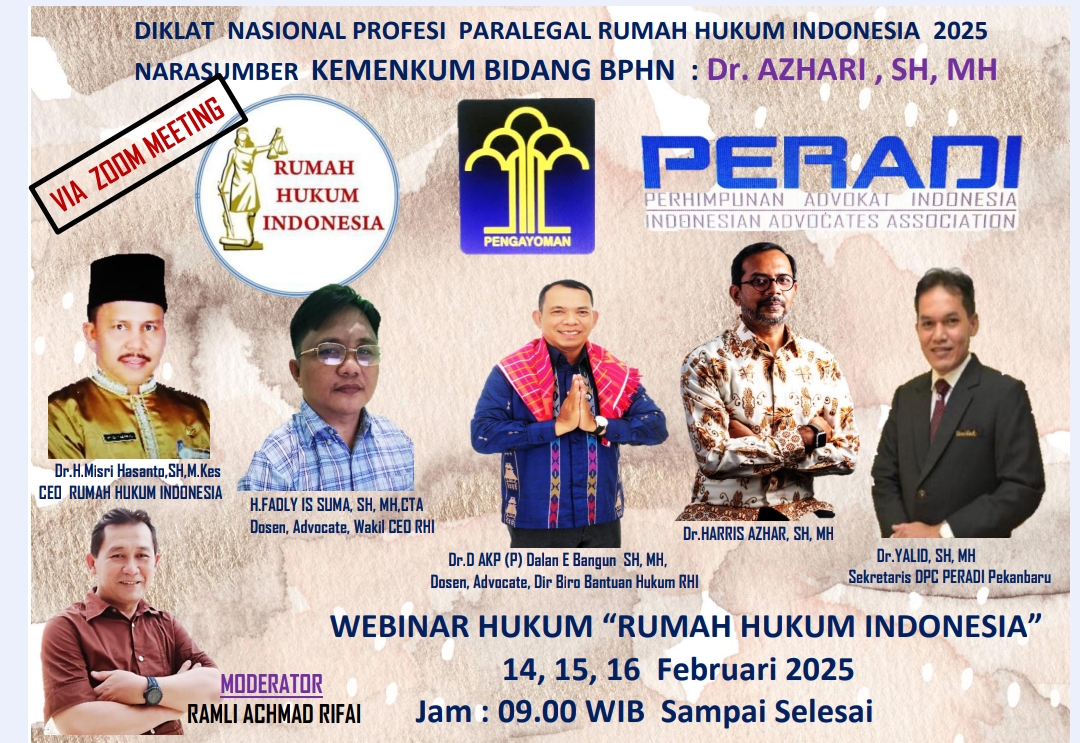 DIKLAT NASIONAL PROFESI PARALEGAL RUMAH HUKUM INDONESIA 2025
NARASUMBER KEMENKUM BIDANG BPHN : Dr. AZHARI , SH, MH
VIA ZOOM MEETING
RUMAH
HUKUM
INDONESIA
PENGAYOMAN
PERADI
PERHIMPUNAN ADVOKAT INDONESIA
INDONESIAN ADVOCATES ASSOCIATION
Dr.H.Misri Hasanto,SH,M.Kes
CEO RUMAH HUKUM INDONESIA
H.FADLY IS SUMA, SH, MH,CTA
Dosen, Advocate, Wakil CEO RHI
Dr.D AKP (P) Dalan E Bangun SH, MH,
Dosen, Advocate, Dir Biro Bantuan Hukum RHI
Dr.HARRIS AZHAR, SH, MH
Dr.YALID, SH, MH
Sekretaris DPC PERADI Pekanbaru
WEBINAR HUKUM “RUMAH HUKUM INDONESIA”
14, 15, 16 Februari 2025
Jam : 09.00 WIB Sampai Selesai
MODERATOR
RAMLI ACHMAD RIFAI